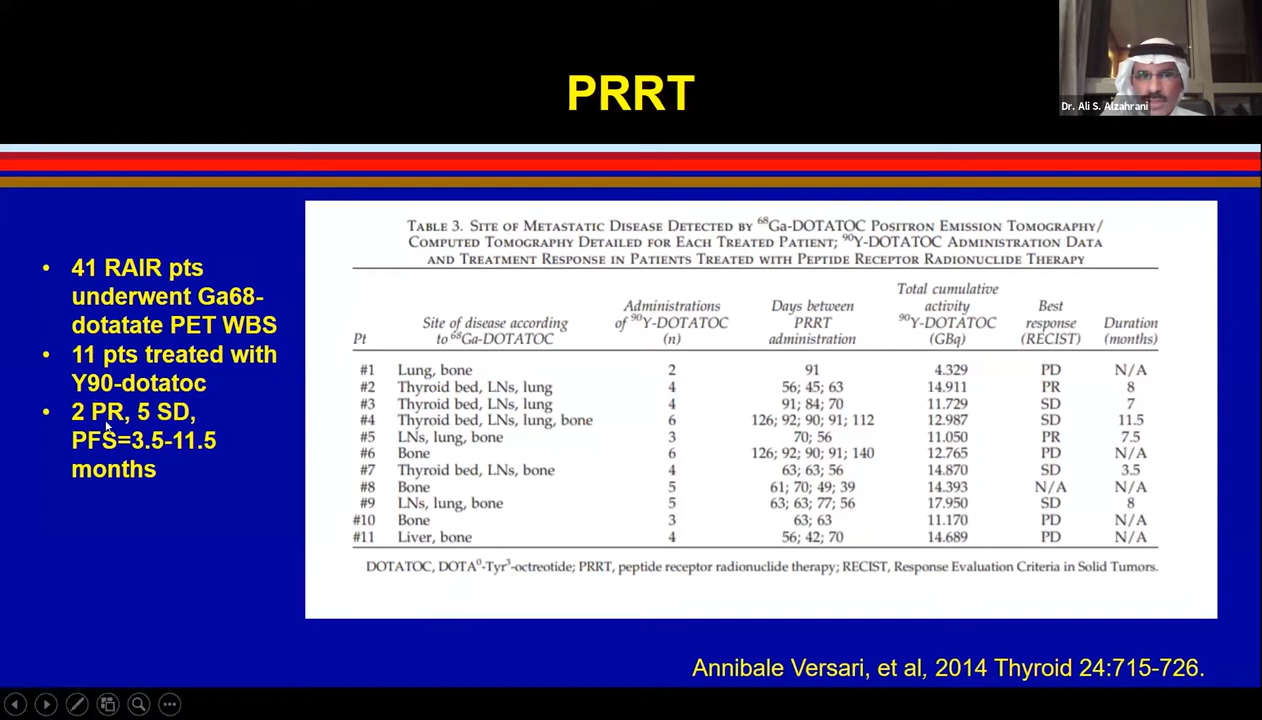 PRRT
Dr. Ali S. Alzahrani
• 41 RAIR pts
underwent Ga68-
dotatate PET WBS
• 11 pts treated with
Y90-dotatoc
• 2 PR, 5 SD,
PFS=3.5-11.5
months
TABLE 3. SITE OF METASTATIC DISEASE DETECTED BY ⁶⁸Ga-DOTATOC POSITRON EMISSION TOMOGRAPHY/
COMPUTED TOMOGRAPHY DETAILED FOR EACH TREATED PATIENT; ⁹⁰Y-DOTATOC ADMINISTRATION DATA
AND TREATMENT RESPONSE IN PATIENTS TREATED WITH PEPTIDE RECEPTOR RADIONUCLIDE THERAPY
Total cumulative
Administrations Days between activity Best
Site of disease according of ⁹⁰Y-DOTATOC PRRT ⁹⁰Y-DOTATOC response Duration
Pt to ⁶⁸Ga-DOTATOC (n) administration (GBq) (RECIST) (months)
#1 Lung, bone 2 91 4.329 PD N/A
#2 Thyroid bed, LNs, lung 4 56; 45; 63 14.911 PR 8
#3 Thyroid bed, LNs, lung 4 91; 84; 70 11.729 SD 7
#4 Thyroid bed, LNs, lung, bone 6 126; 92; 90; 91; 112 12.987 SD 11.5
#5 LNs, lung, bone 3 70; 56 11.050 PR 7.5
#6 Bone 6 126; 92; 90; 91; 140 12.765 PD N/A
#7 Thyroid bed, LNs, bone 4 63; 63; 56 14.870 SD 3.5
#8 Bone 5 61; 70; 49; 39 14.393 N/A N/A
#9 LNs, lung, bone 5 63; 63; 77; 56 17.950 SD 8
#10 Bone 3 63; 63 11.170 PD N/A
#11 Liver, bone 4 56; 42; 70 14.689 PD N/A
DOTATOC, DOTA⁰-Tyr³-octreotide; PRRT, peptide receptor radionuclide therapy; RECIST, Response Evaluation Criteria in Solid Tumors.
Annibale Versari, et al, 2014 Thyroid 24:715-726.